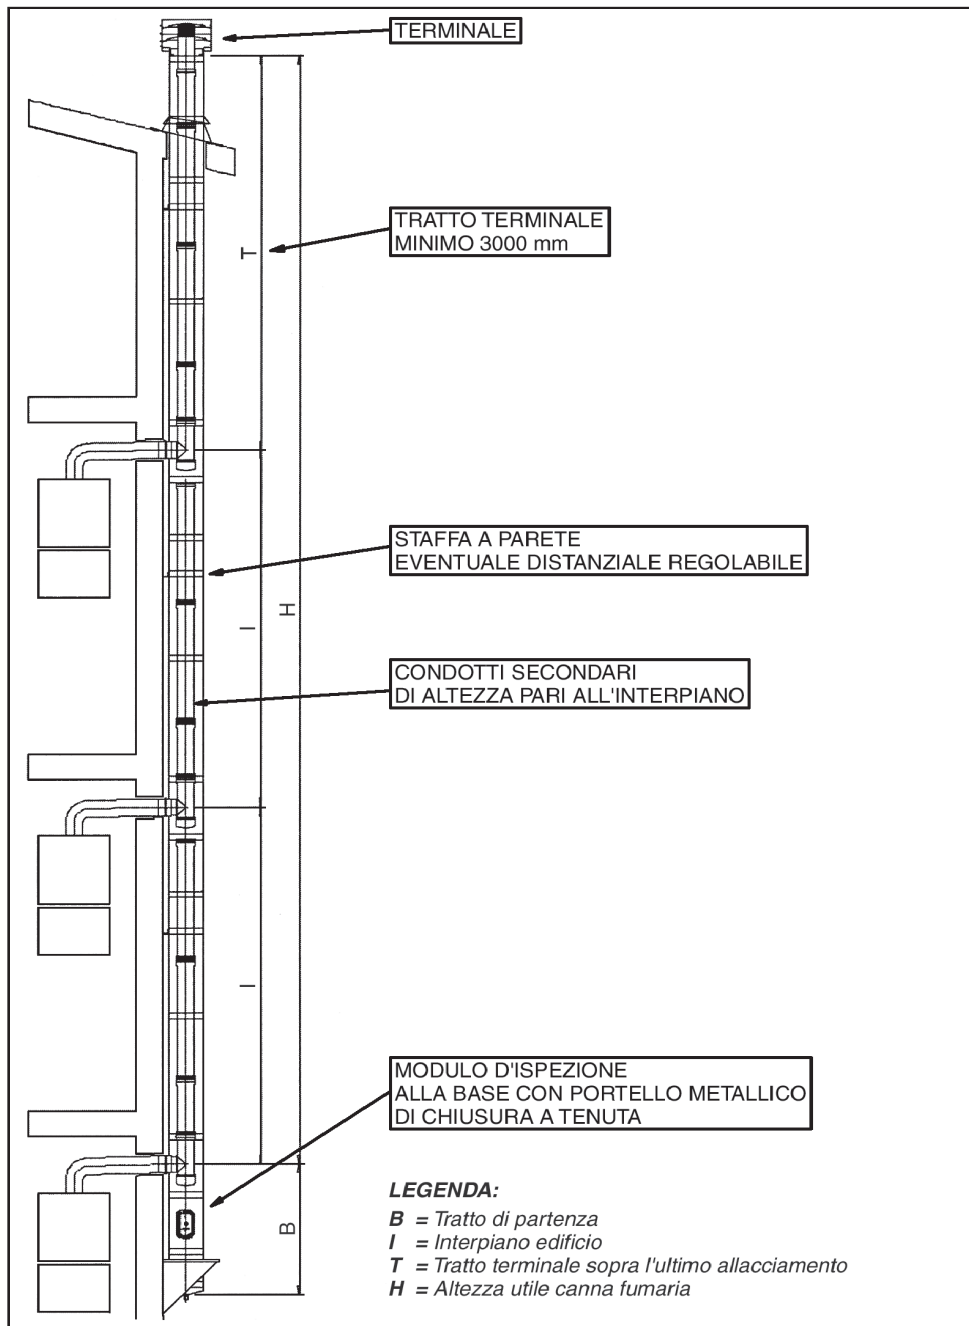 TERMINALE
TRATTO TERMINALE
MINIMO 3000 mm
T
STAFFA A PARETE
EVENTUALE DISTANZIALE REGOLABILE
H
I
CONDOTTI SECONDARI
DI ALTEZZA PARI ALL'INTERPIANO
I
MODULO D'ISPEZIONE
ALLA BASE CON PORTELLO METALLICO
DI CHIUSURA A TENUTA
B
LEGENDA:
B = Tratto di partenza
I = Interpiano edificio
T = Tratto terminale sopra l'ultimo allacciamento
H = Altezza utile canna fumaria